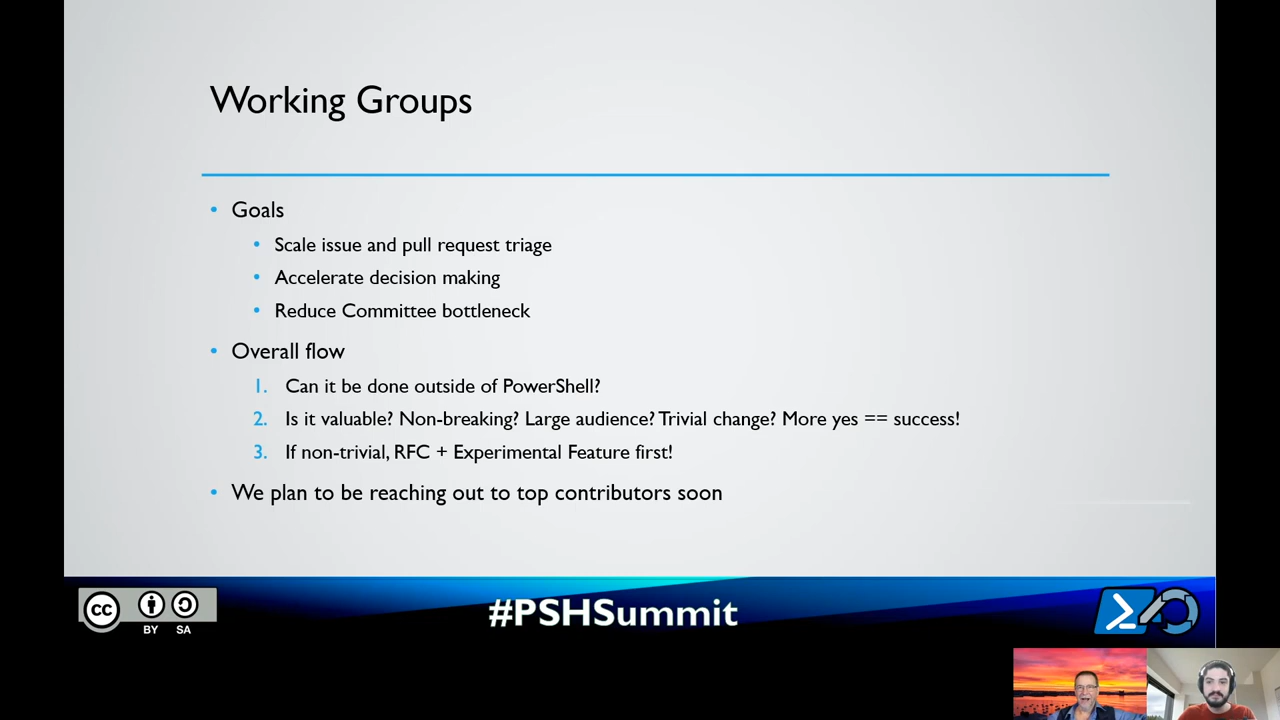 Working Groups
• Goals
• Scale issue and pull request triage
• Accelerate decision making
• Reduce Committee bottleneck
• Overall flow
1. Can it be done outside of PowerShell?
2. Is it valuable? Non-breaking? Large audience? Trivial change? More yes == success!
3. If non-trivial, RFC + Experimental Feature first!
• We plan to be reaching out to top contributors soon
cc
BY SA
#PSHSummit